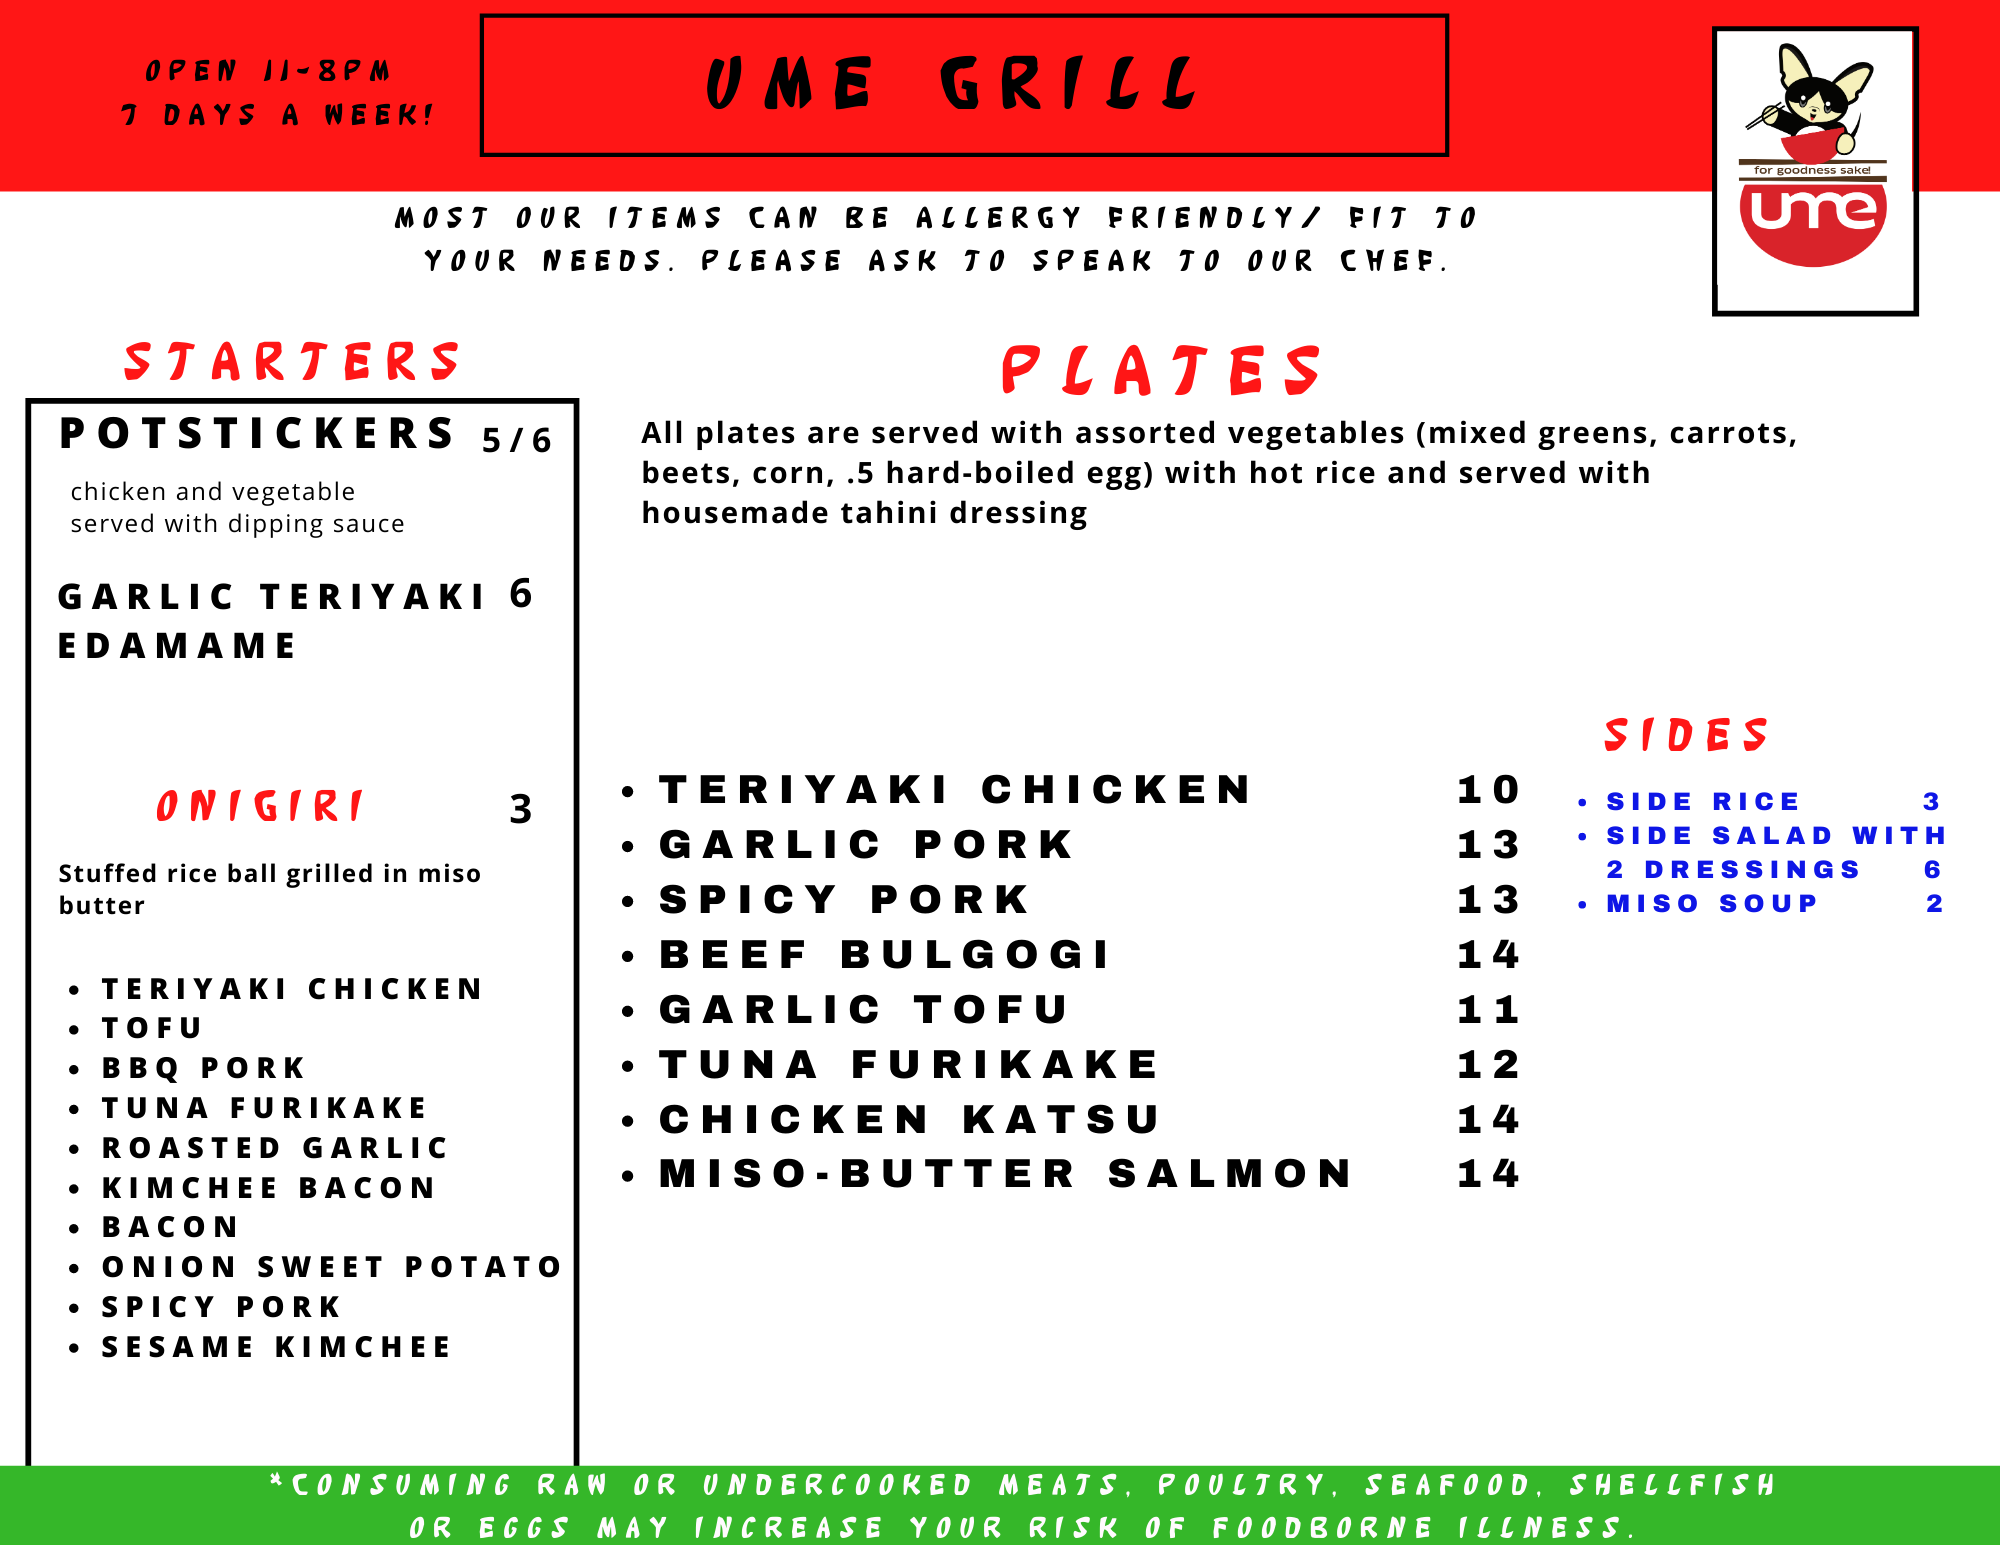 OPEN 11-8PM
7 DAYS A WEEK!
UME GRILL
for goodness sake!
ume
MOST OUR ITEMS CAN BE ALLERGY FRIENDLY/ FIT TO
YOUR NEEDS. PLEASE ASK TO SPEAK TO OUR CHEF.
STARTERS
POTSTICKERS 5/6
chicken and vegetable
served with dipping sauce
GARLIC TERIYAKI 6
EDAMAME
ONIGIRI 3
Stuffed rice ball grilled in miso
butter
• TERIYAKI CHICKEN
• TOFU
• BBQ PORK
• TUNA FURIKAKE
• ROASTED GARLIC
• KIMCHEE BACON
• BACON
• ONION SWEET POTATO
• SPICY PORK
• SESAME KIMCHEE
PLATES
All plates are served with assorted vegetables (mixed greens, carrots,
beets, corn, .5 hard-boiled egg) with hot rice and served with
housemade tahini dressing
• TERIYAKI CHICKEN 10
• GARLIC PORK 13
• SPICY PORK 13
• BEEF BULGOGI 14
• GARLIC TOFU 11
• TUNA FURIKAKE 12
• CHICKEN KATSU 14
• MISO-BUTTER SALMON 14
SIDES
• SIDE RICE 3
• SIDE SALAD WITH
2 DRESSINGS 6
• MISO SOUP 2
*CONSUMING RAW OR UNDERCOOKED MEATS, POULTRY, SEAFOOD, SHELLFISH
OR EGGS MAY INCREASE YOUR RISK OF FOODBORNE ILLNESS.